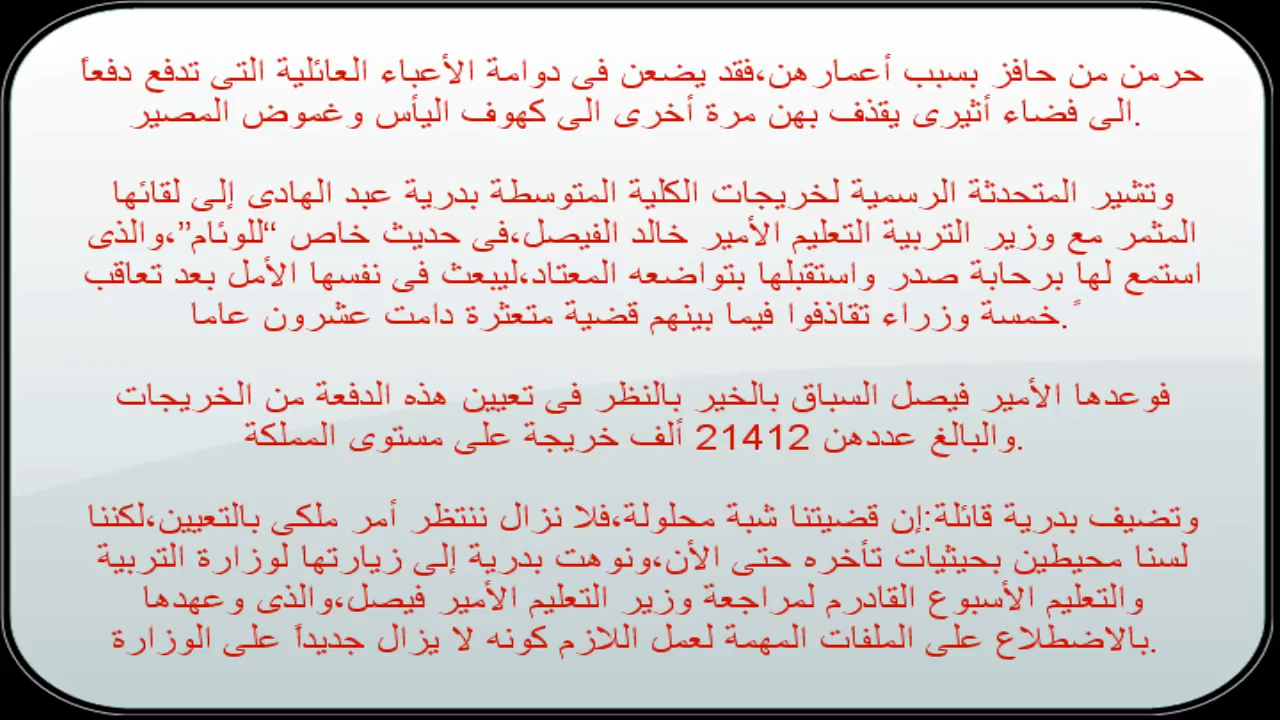 حرمن من حافز بسبب أعمارهن،فقد يضعن فى دوامة الأعباء العائلية التى تدفع دفعاً
الى فضاء أثيرى يقذف بهن مرة أخرى الى كهوف اليأس وغموض المصير.
وتشير المتحدثة الرسمية لخريجات الكلية المتوسطة بدرية عبد الهادى إلى لقائها
المثمر مع وزير التربية التعليم الأمير خالد الفيصل،فى حديث خاص “للوئام”،والذى
استمع لها برحابة صدر واستقبلها بتواضعه المعتاد،ليبعث فى نفسها الأمل بعد تعاقب
خمسة وزراء تقاذفوا فيما بينهم قضية متعثرة دامت عشرون عاما.ً
فوعدها الأمير فيصل السباق بالخير بالنظر فى تعيين هذه الدفعة من الخريجات
والبالغ عددهن 21412 ألف خريجة على مستوى المملكة.
وتضيف بدرية قائلة:إن قضيتنا شبة محلولة،فلا نزال ننتظر أمر ملكى بالتعيين،لكننا
لسنا محيطين بحيثيات تأخره حتى الأن،ونوهت بدرية إلى زيارتها لوزارة التربية
والتعليم الأسبوع القادرم لمراجعة وزير التعليم الأمير فيصل،والذى وعهدها
بالاضطلاع على الملفات المهمة لعمل اللازم كونه لا يزال جديداً على الوزارة.